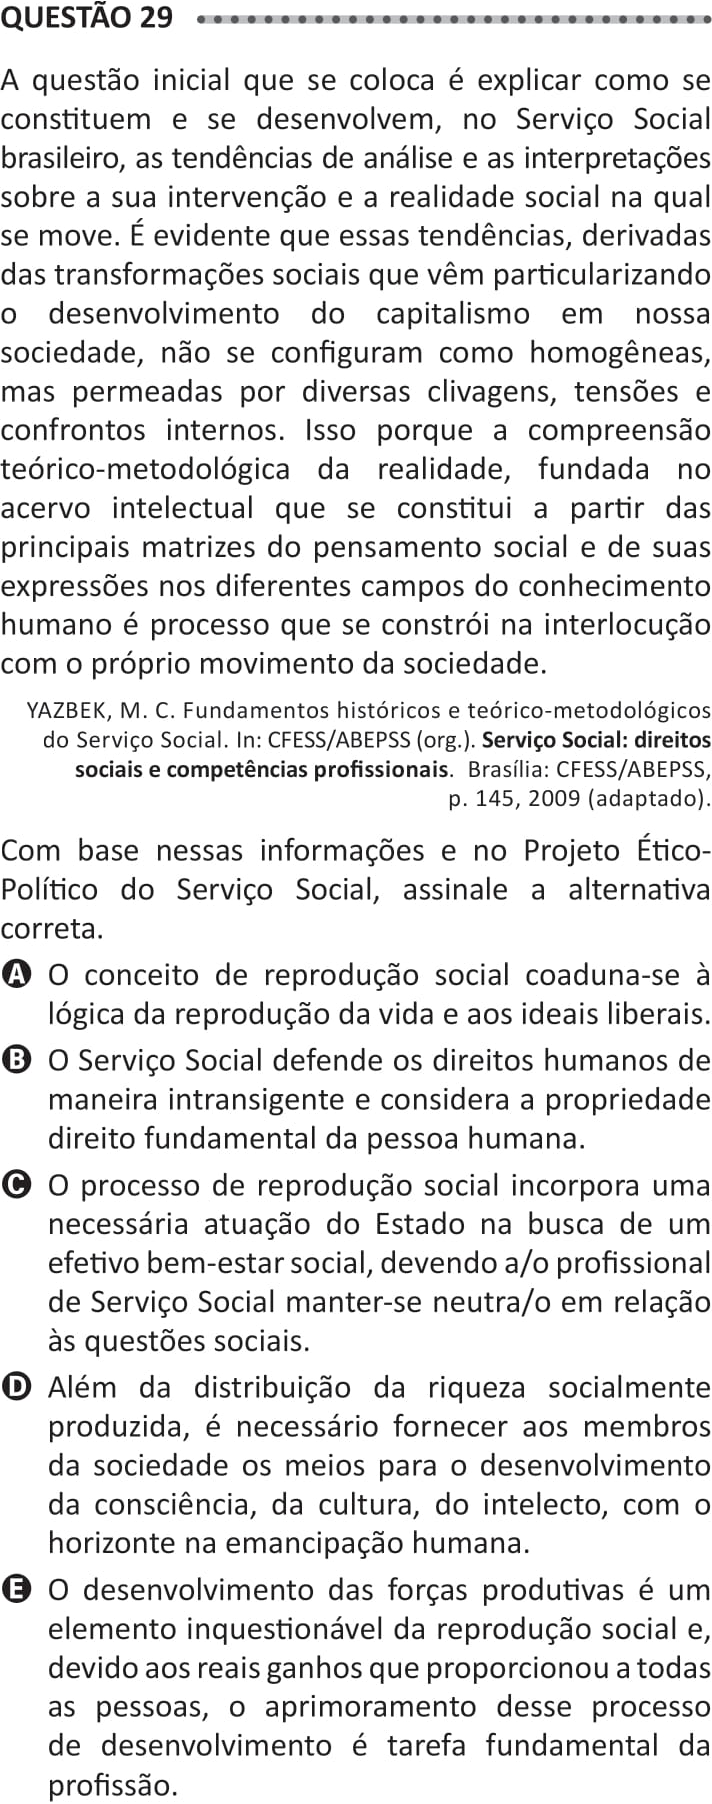 QUESTÃO 29
A questão inicial que se coloca é explicar como se
constituem e se desenvolvem, no Serviço Social
brasileiro, as tendências de análise e as interpretações
sobre a sua intervenção e a realidade social na qual
se move. É evidente que essas tendências, derivadas
das transformações sociais que vêm particularizando
o desenvolvimento do capitalismo em nossa
sociedade, não se configuram como homogêneas,
mas permeadas por diversas clivagens, tensões e
confrontos internos. Isso porque a compreensão
teórico-metodológica da realidade, fundada no
acervo intelectual que se constitui a partir das
principais matrizes do pensamento social e de suas
expressões nos diferentes campos do conhecimento
humano é processo que se constrói na interlocução
com o próprio movimento da sociedade.
YAZBEK, M. C. Fundamentos históricos e teórico-metodológicos
do Serviço Social. In: CFESS/ABEPSS (org.). Serviço Social: direitos
sociais e competências profissionais. Brasília: CFESS/ABEPSS,
p. 145, 2009 (adaptado).
Com base nessas informações e no Projeto Ético-
Político do Serviço Social, assinale a alternativa
correta.
A O conceito de reprodução social coaduna-se à
lógica da reprodução da vida e aos ideais liberais.
B O Serviço Social defende os direitos humanos de
maneira intransigente e considera a propriedade
direito fundamental da pessoa humana.
C O processo de reprodução social incorpora uma
necessária atuação do Estado na busca de um
efetivo bem-estar social, devendo a/o profissional
de Serviço Social manter-se neutra/o em relação
às questões sociais.
D Além da distribuição da riqueza socialmente
produzida, é necessário fornecer aos membros
da sociedade os meios para o desenvolvimento
da consciência, da cultura, do intelecto, com o
horizonte na emancipação humana.
E O desenvolvimento das forças produtivas é um
elemento inquestionável da reprodução social e,
devido aos reais ganhos que proporcionou a todas
as pessoas, o aprimoramento desse processo
de desenvolvimento é tarefa fundamental da
profissão.